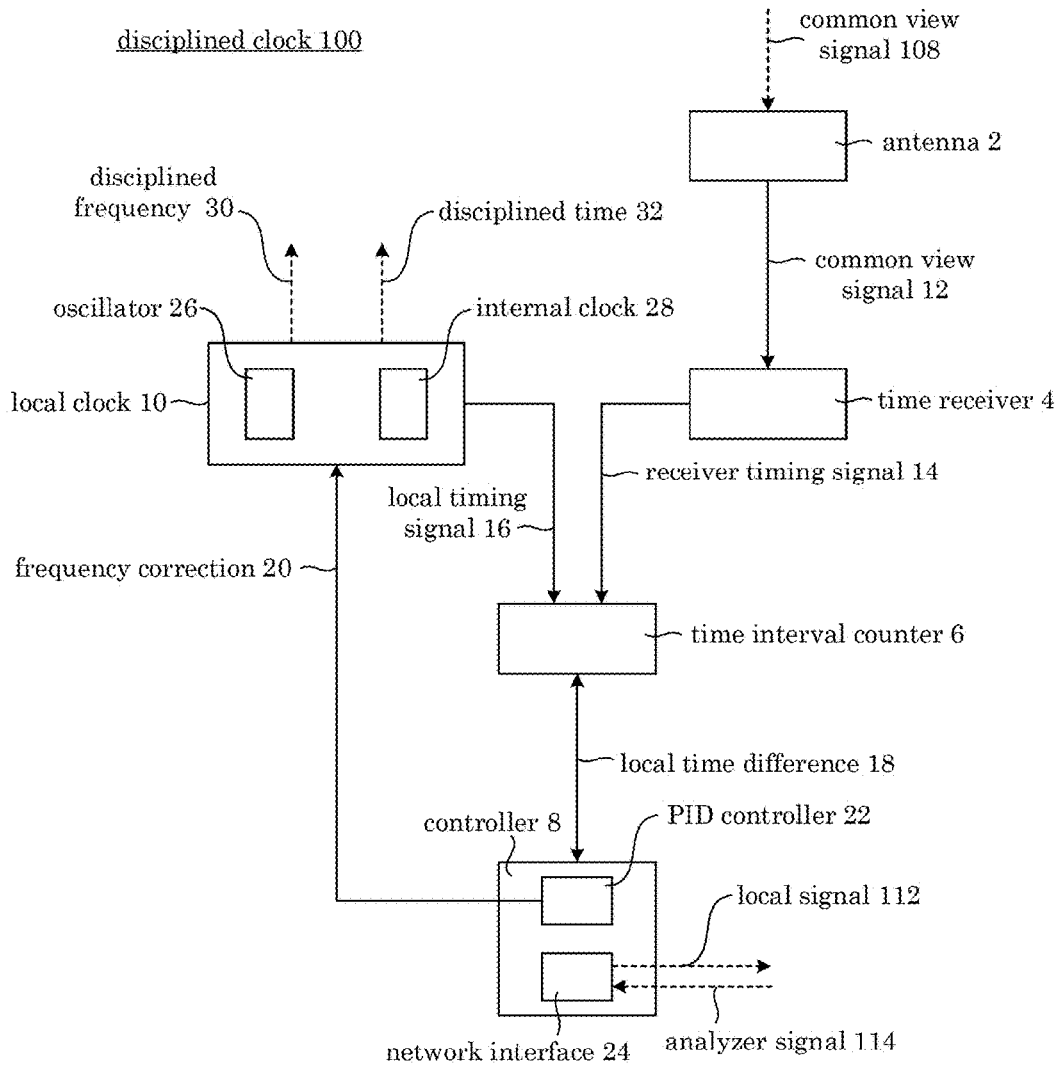 disciplined clock 100
common view
signal 108
antenna 2
disciplined
frequency 30
disciplined time 32
common view
signal 12
oscillator 26
internal clock 28
local clock 10
time receiver 4
receiver timing signal 14
local timing
signal 16
frequency correction 20
time interval counter 6
local time difference 18
controller 8
PID controller 22
local signal 112
network interface 24
analyzer signal 114